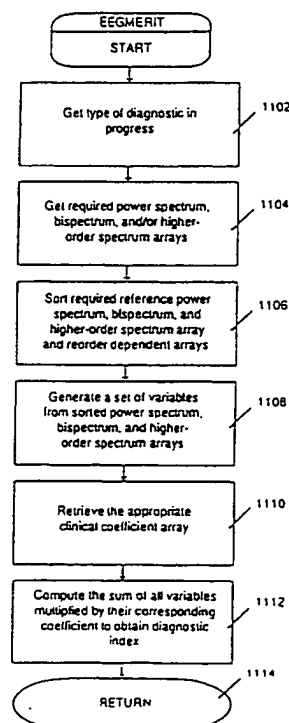 EEGMERIT
START
Get type of diagnostic in
progress
1102
Get required power spectrum,
bispectrum, and/or higher-
order spectrum arrays
1104
Sort required reference power
spectrum, bispectrum, and
higher-order spectrum array
and reorder dependent arrays
1106
Generate a set of variables
from sorted power spectrum,
bispectrum, and higher-
order spectrum arrays
1108
Retrieve the appropriate
clinical coefficient array
1110
Compute the sum of all variables
multiplied by their corresponding
coefficient to obtain diagnostic
index
1112
RETURN
1114